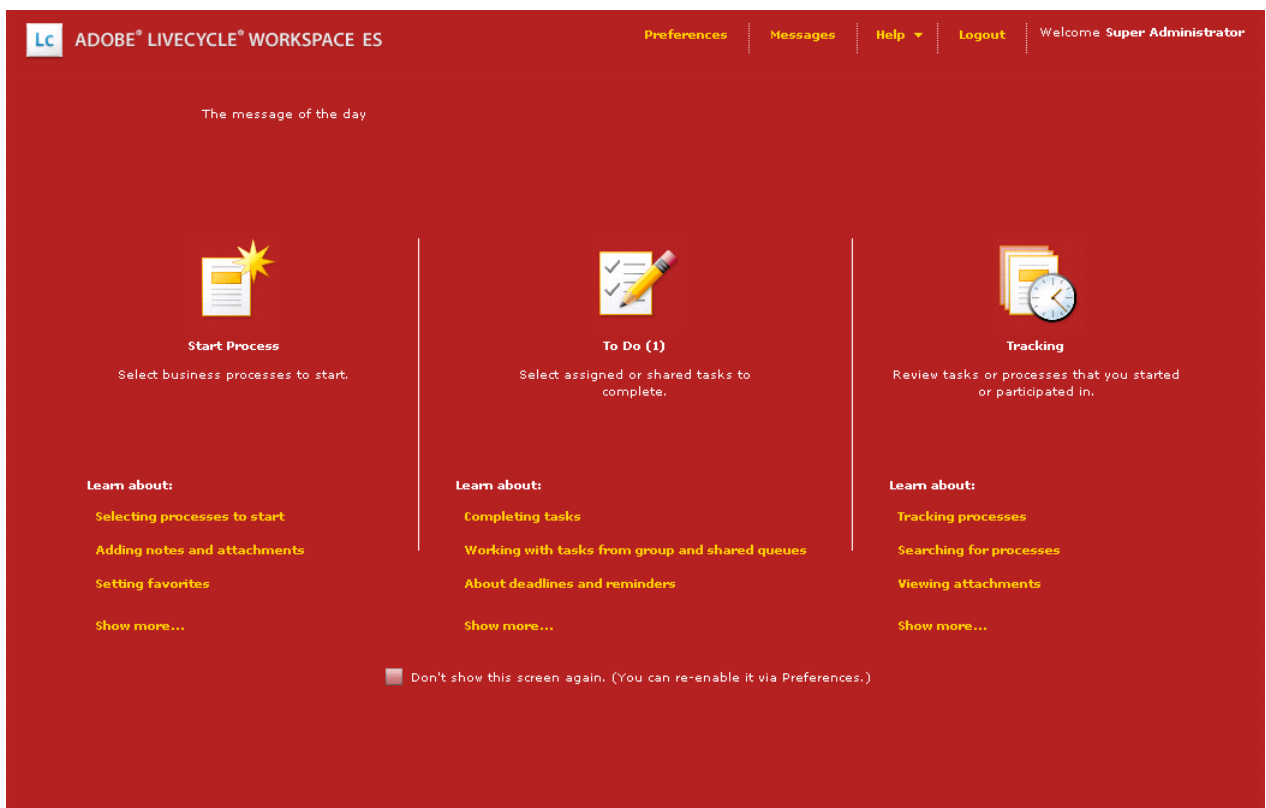 Lc ADOBE® LIVECYCLE® WORKSPACE ES
Preferences Messages Help Logout Welcome Super Administrator
The message of the day
Start Process
Select business processes to start.
Learn about:
Selecting processes to start
Adding notes and attachments
Setting favorites
Show more...
To Do (1)
Select assigned or shared tasks to
complete.
Learn about:
Completing tasks
Working with tasks from group and shared queues
About deadlines and reminders
Show more...
Tracking
Review tasks or processes that you started
or participated in.
Learn about:
Tracking processes
Searching for processes
Viewing attachments
Show more...
Don't show this screen again. (You can re-enable it via Preferences.)